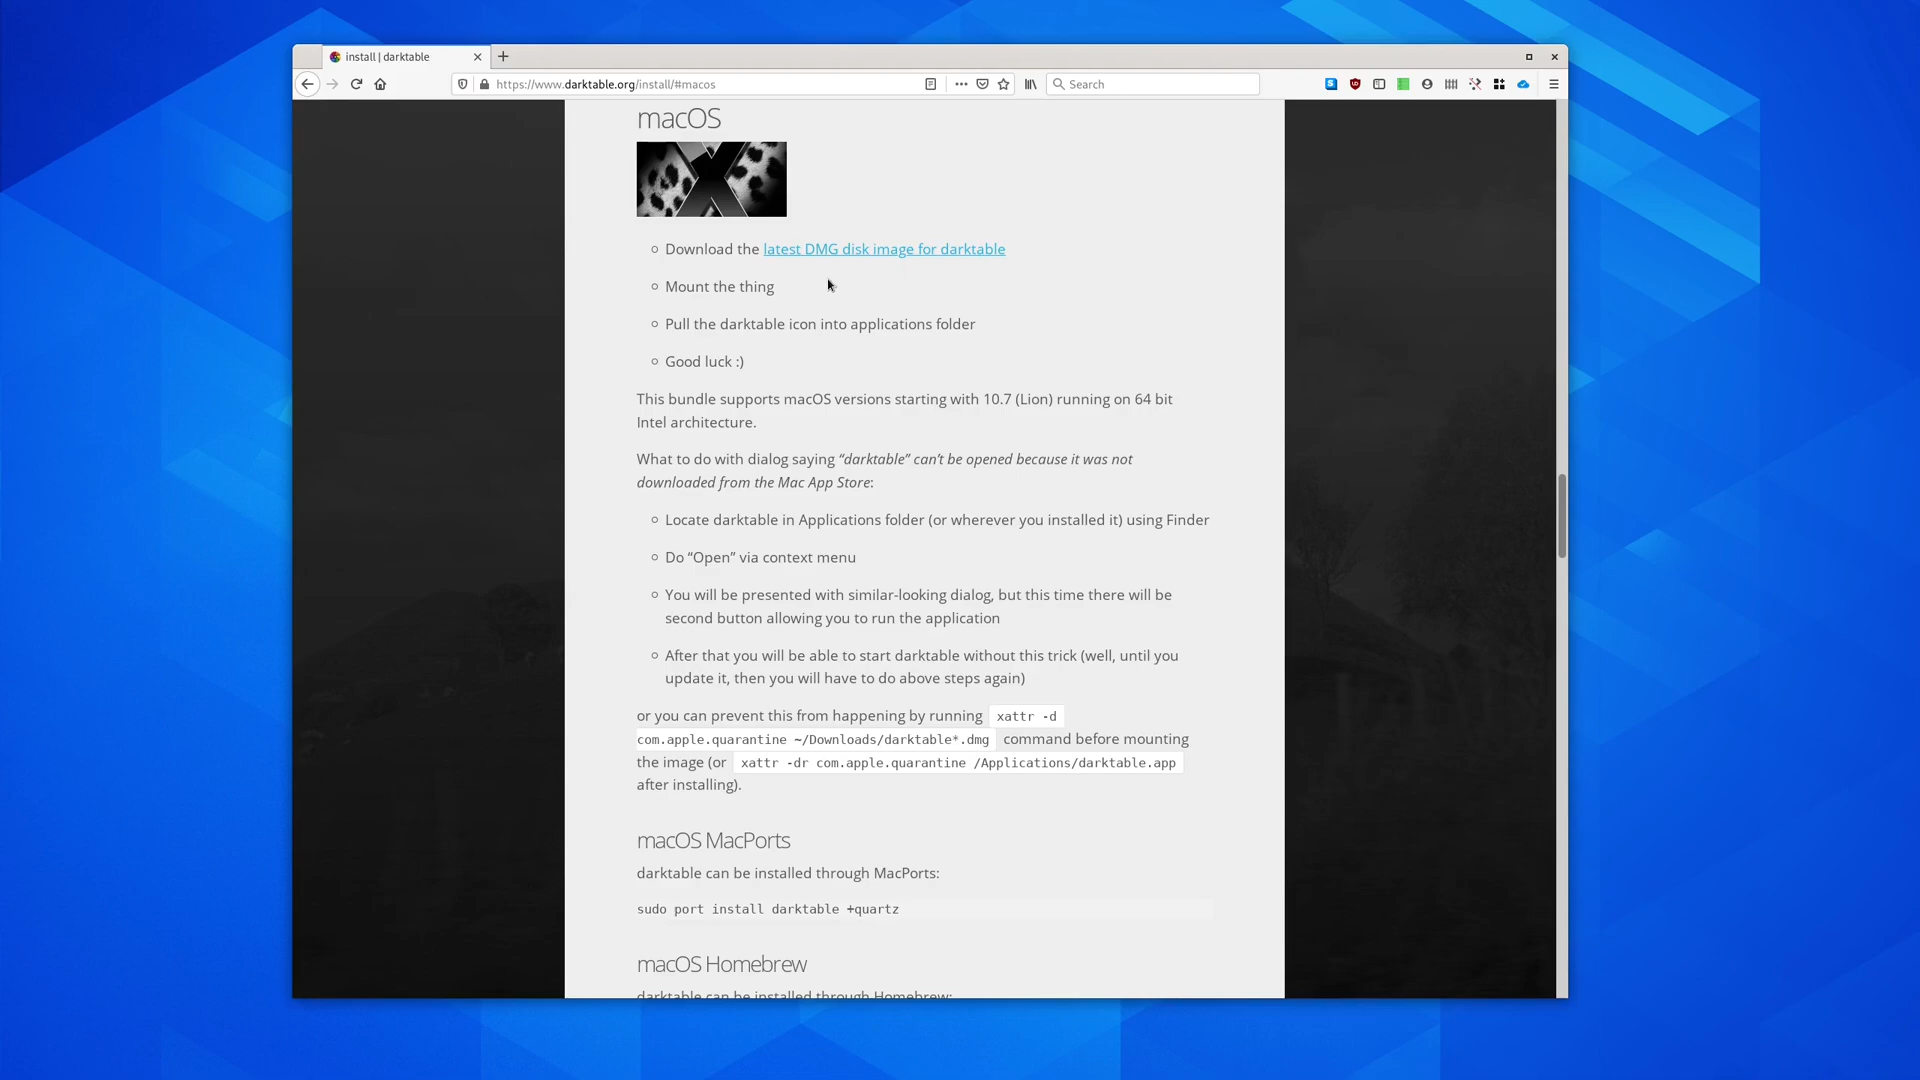 install | darktable
https://www.darktable.org/install/#macos
Search
macOS
Download the latest DMG disk image for darktable
Mount the thing
Pull the darktable icon into applications folder
Good luck :)
This bundle supports macOS versions starting with 10.7 (Lion) running on 64 bit
Intel architecture.
What to do with dialog saying “darktable” can’t be opened because it was not
downloaded from the Mac App Store:
Locate darktable in Applications folder (or wherever you installed it) using Finder
Do “Open” via context menu
You will be presented with similar-looking dialog, but this time there will be
second button allowing you to run the application
After that you will be able to start darktable without this trick (well, until you
update it, then you will have to do above steps again)
or you can prevent this from happening by running xattr -d
com.apple.quarantine ~/Downloads/darktable*.dmg command before mounting
the image (or xattr -dr com.apple.quarantine /Applications/darktable.app
after installing).
macOS MacPorts
darktable can be installed through MacPorts:
sudo port install darktable +quartz
macOS Homebrew
darktable can be installed through Homebrew: